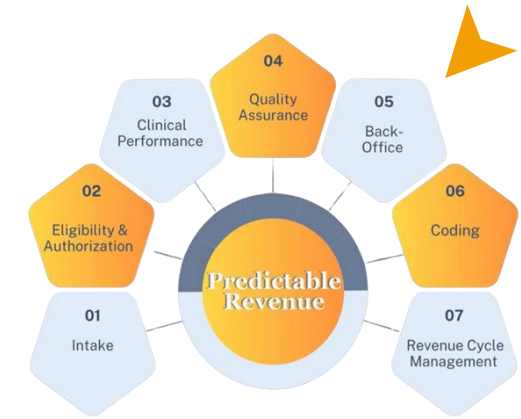 01
Intake
02
Eligibility &
Authorization
03
Clinical
Performance
04
Quality
Assurance
05
Back-
Office
06
Coding
07
Revenue Cycle
Management
Predictable
Revenue